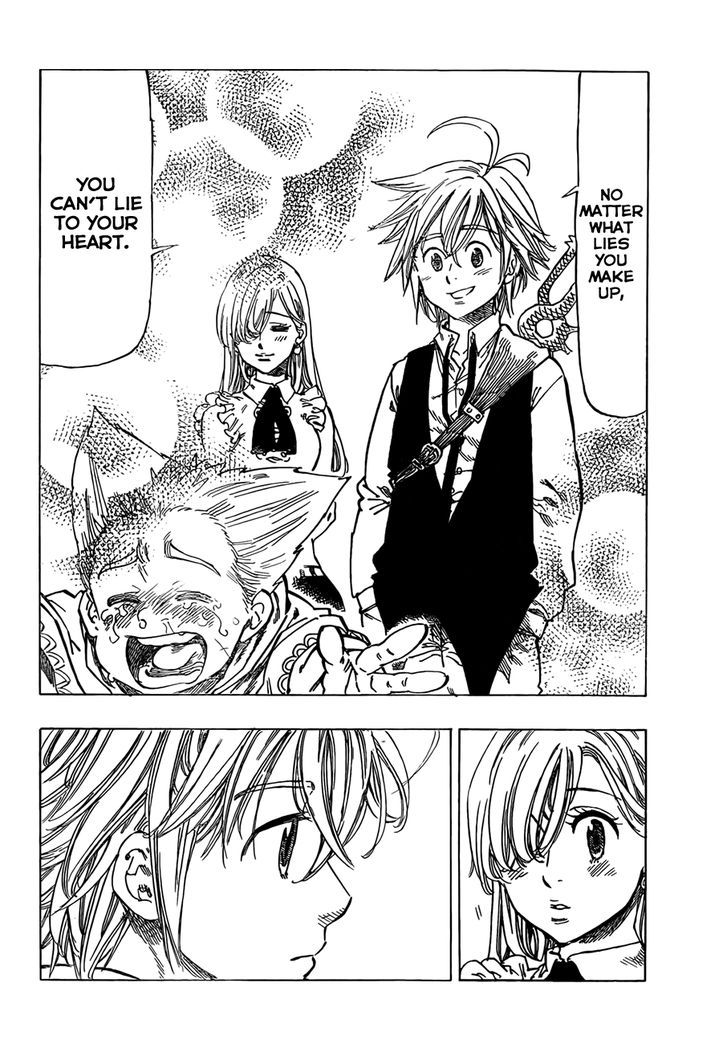 NO
MATTER
WHAT
LIES
YOU
MAKE
UP,
YOU
CAN'T LIE
TO YOUR
HEART.